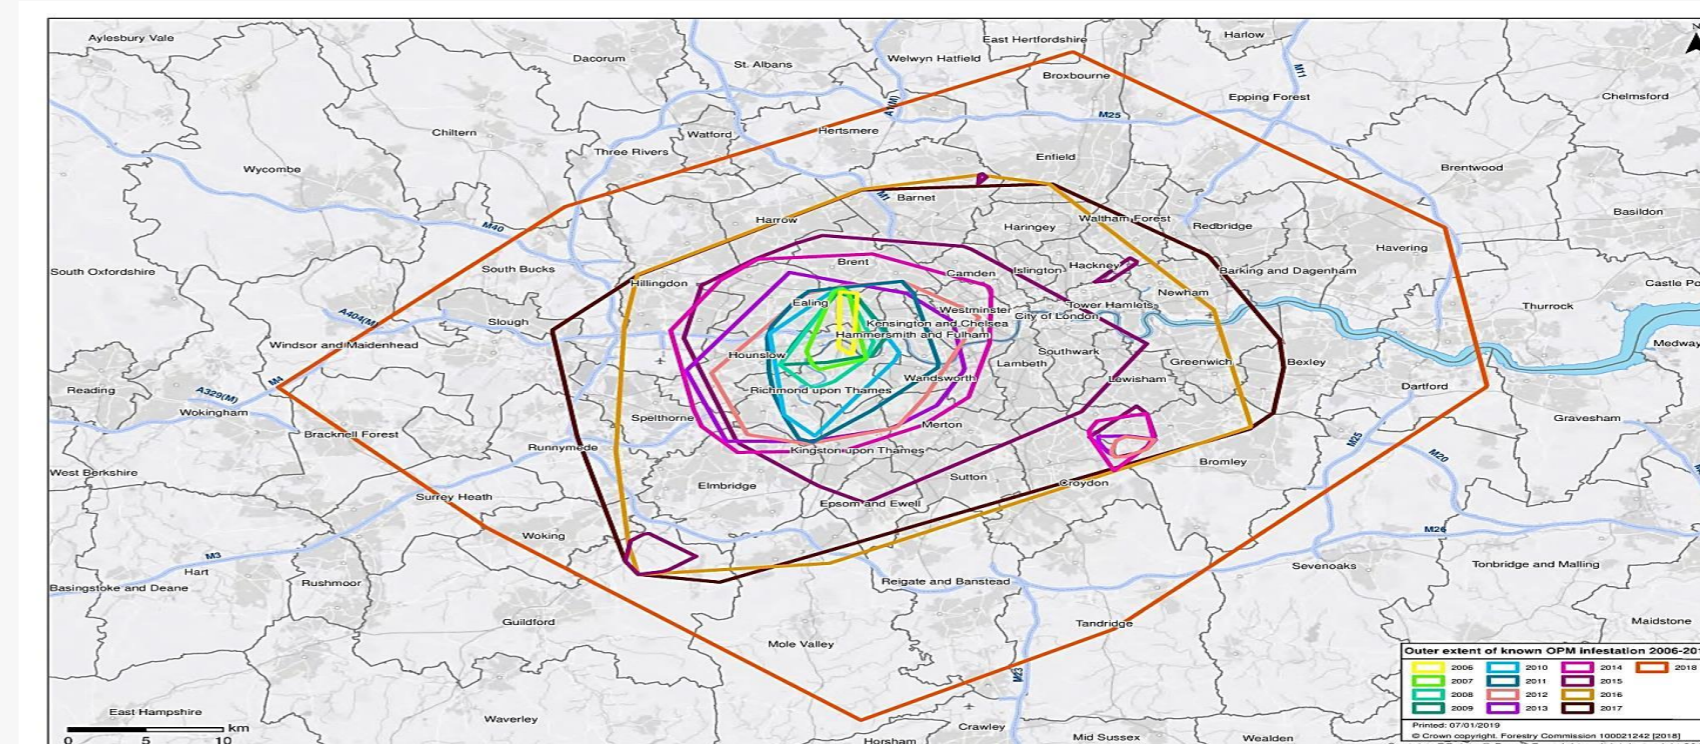 Aylesbury Vale
Dacorum
St. Albans
Welwyn Hatfield
East Hertfordshire
Harlow
N
Broxbourne
M11
Epping Forest
Chelmsford
A1(M)
M25
Chiltern
Watford
Hertsmere
Three Rivers
Enfield
Wycombe
Brentwood
M1
Barnet
Harrow
Waltham Forest
Redbridge
Basildon
M40
Haringey
Havering
South Oxfordshire
South Bucks
Brent
Camden
Islington
Hackney
Barking and Dagenham
Hillingdon
Castle Po
Ealing
Newham
Tower Hamlets
Thurrock
A404(M)
Slough
Westminster
City of London
Kensington and Chelsea
Hammersmith and Fulham
Windsor and Maidenhead
Medway
Hounslow
Southwark
Lambeth
Greenwich
Bexley
M4
Wandsworth
Lewisham
Dartford
Reading
A329(M)
Richmond upon Thames
Wokingham
Spelthorne
Merton
Gravesham
Bracknell Forest
M25
Runnymede
Kingston upon Thames
M20
West Berkshire
Bromley
Sutton
Croydon
Elmbridge
Surrey Heath
Epsom and Ewell
M26
Woking
M3
Hart
Sevenoaks
Tonbridge and Malling
Basingstoke and Deane
Rushmoor
Reigate and Banstead
Guildford
Tandridge
Maidstone
Mole Valley
M23
East Hampshire
Waverley
Crawley
Horsham
Mid Sussex
Wealden
km
0 5 10
Outer extent of known OPM infestation 2006-201
2006 2010 2014 2018
2007 2011 2015
2008 2012 2016
2009 2013 2017
Printed: 07/01/2019
© Crown copyright. Forestry Commission 100021242 [2018]